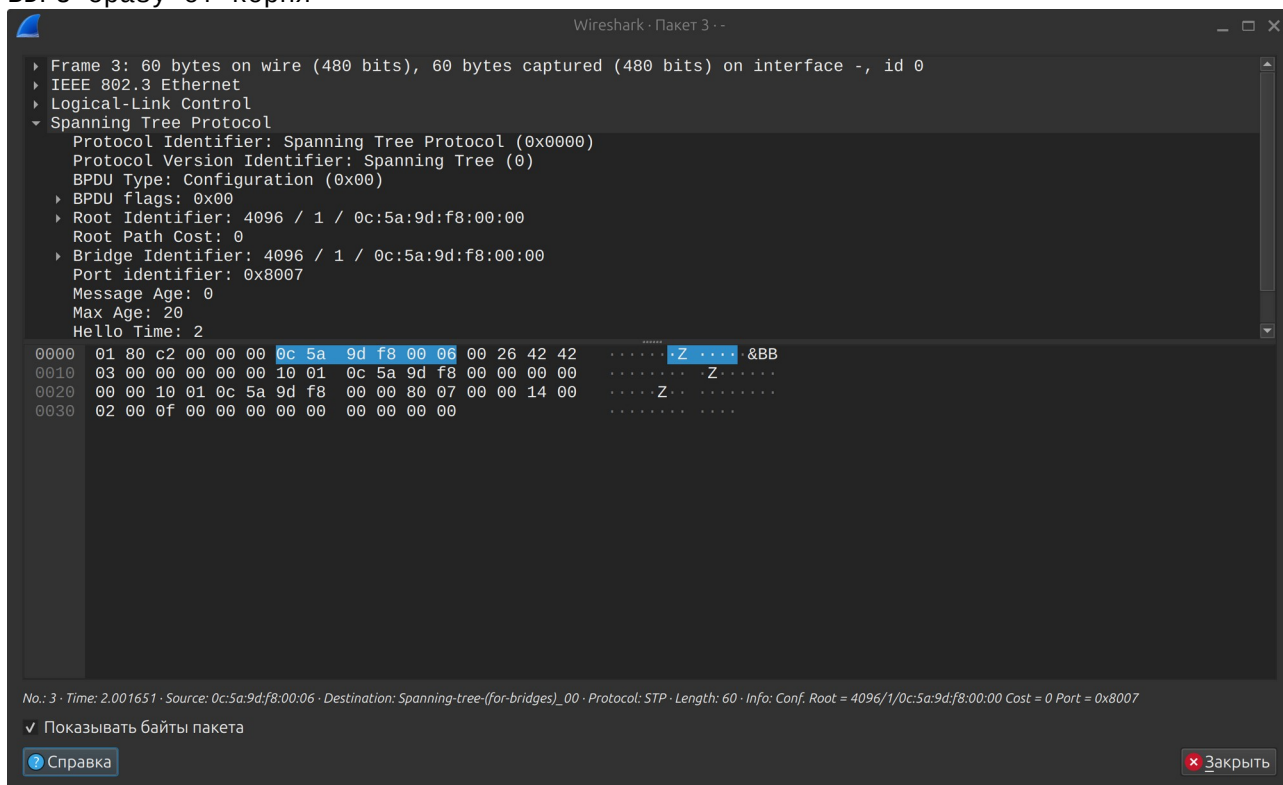 Wireshark · Пакет 3 · -
Frame 3: 60 bytes on wire (480 bits), 60 bytes captured (480 bits) on interface -, id 0
IEEE 802.3 Ethernet
Logical-Link Control
Spanning Tree Protocol
Protocol Identifier: Spanning Tree Protocol (0x0000)
Protocol Version Identifier: Spanning Tree (0)
BPDU Type: Configuration (0x00)
BPDU flags: 0x00
Root Identifier: 4096 / 1 / 0c:5a:9d:f8:00:00
Root Path Cost: 0
Bridge Identifier: 4096 / 1 / 0c:5a:9d:f8:00:00
Port identifier: 0x8007
Message Age: 0
Max Age: 20
Hello Time: 2
0000 01 80 c2 00 00 00 0c 5a 9d f8 00 06 00 26 42 42 ·······Z·····&BB
0010 03 00 00 00 00 00 10 01 0c 5a 9d f8 00 00 00 00 ········ ·Z······
0020 00 00 10 01 0c 5a 9d f8 00 00 80 07 00 00 14 00 ·····Z·· ········
0030 02 00 0f 00 00 00 00 00 00 00 00 00 ········ ····
No.: 3 · Time: 2.001651 · Source: 0c:5a:9d:f8:00:06 · Destination: Spanning-tree-(for-bridges)_00 · Protocol: STP · Length: 60 · Info: Conf. Root = 4096/1/0c:5a:9d:f8:00:00 Cost = 0 Port = 0x8007
Показывать байты пакета
Справка
Закрыть